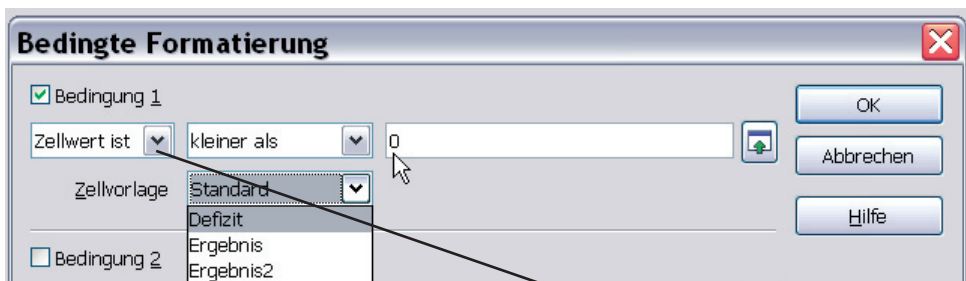 Bedingte Formatierung
Bedingung 1
OK
Zellwert ist kleiner als 0
Abbrechen
Zellvorlage Standard
Defizit
Hilfe
Ergebnis
Bedingung 2
Ergebnis2